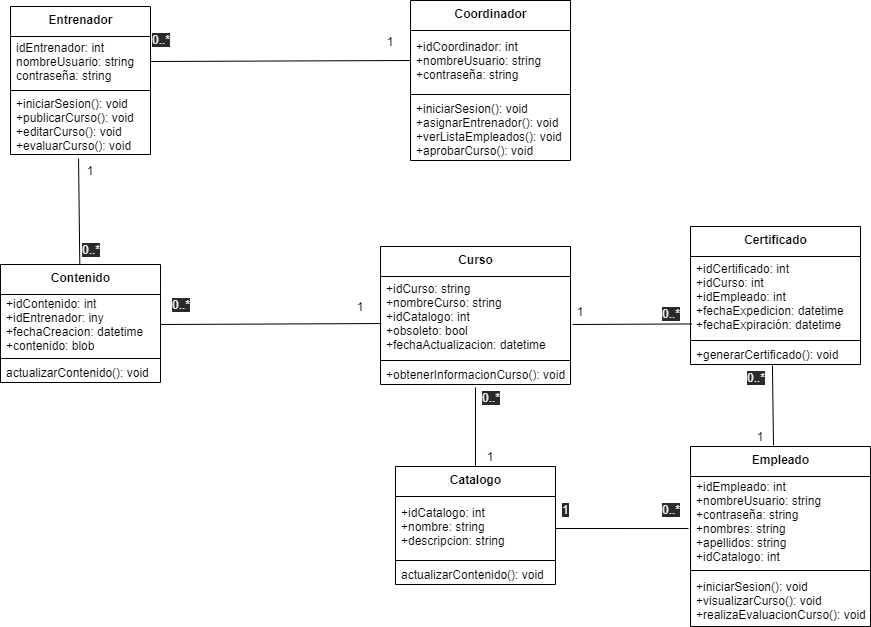 Entrenador
idEntrenador: int
nombreUsuario: string
contraseña: string
+iniciarSesion(): void
+publicarCurso(): void
+editarCurso(): void
+evaluarCurso(): void
0..*
1
Coordinador
+idCoordinador: int
+nombreUsuario: string
+contraseña: string
+iniciarSesion(): void
+asignarEntrenador(): void
+verListaEmpleados(): void
+aprobarCurso(): void
1
0..*
Contenido
+idContenido: int
+idEntrenador: iny
+fechaCreacion: datetime
+contenido: blob
actualizarContenido(): void
0..*
1
Curso
+idCurso: string
+nombreCurso: string
+idCatalogo: int
+obsoleto: bool
+fechaActualizacion: datetime
+obtenerInformacionCurso(): void
1
0..*
Certificado
+idCertificado: int
+idCurso: int
+idEmpleado: int
+fechaExpedicion: datetime
+fechaExpiración: datetime
+generarCertificado(): void
0..*
1
0..*
1
Catalogo
+idCatalogo: int
+nombre: string
+descripcion: string
actualizarContenido(): void
1
0..*
Empleado
+idEmpleado: int
+nombreUsuario: string
+contraseña: string
+nombres: string
+apellidos: string
+idCatalogo: int
+iniciarSesion(): void
+visualizarCurso(): void
+realizaEvaluacionCurso(): void